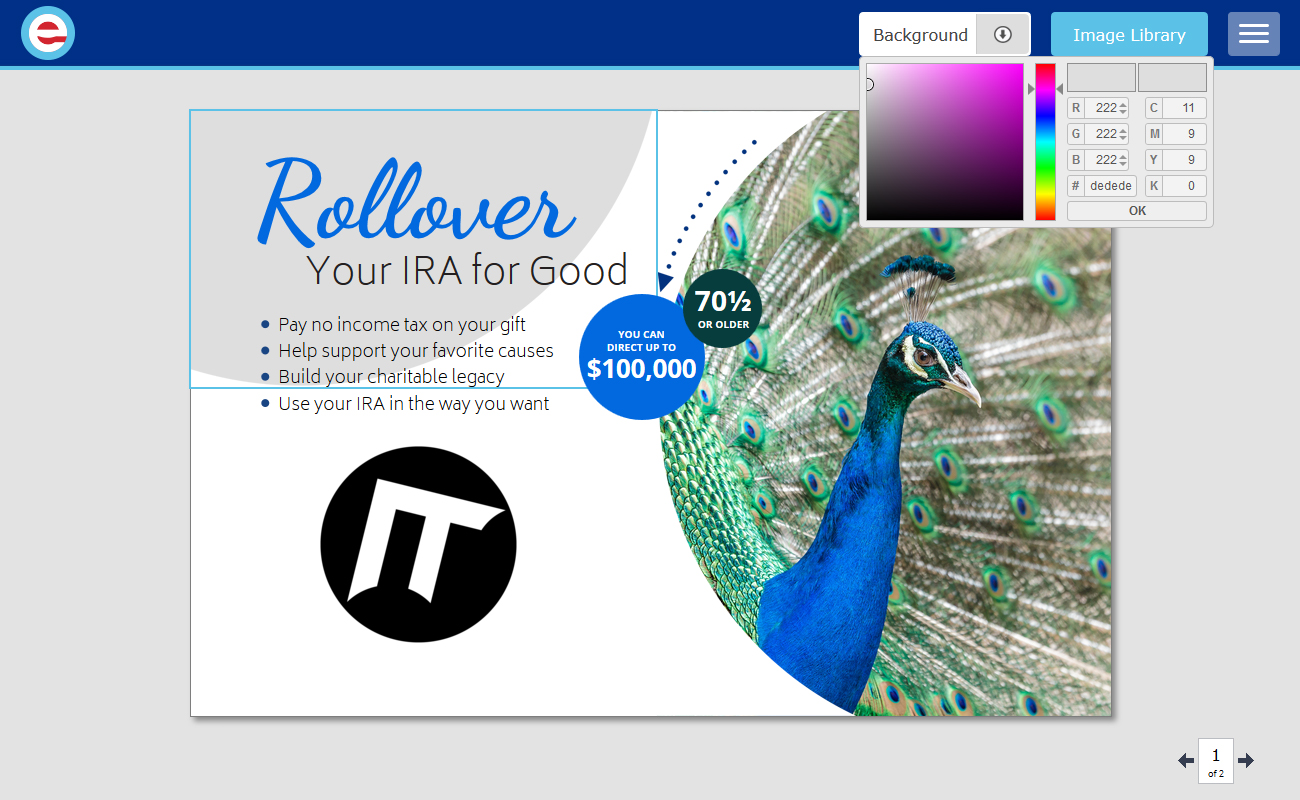 Background
Image Library
R 222 C 11
G 222 M 9
B 222 Y 9
# dedede K 0
OK
Rollover
Your IRA for Good
• Pay no income tax on your gift
• Help support your favorite causes
• Build your charitable legacy
• Use your IRA in the way you want
70½
OR OLDER
YOU CAN
DIRECT UP TO
$100,000
IT
1
of 2